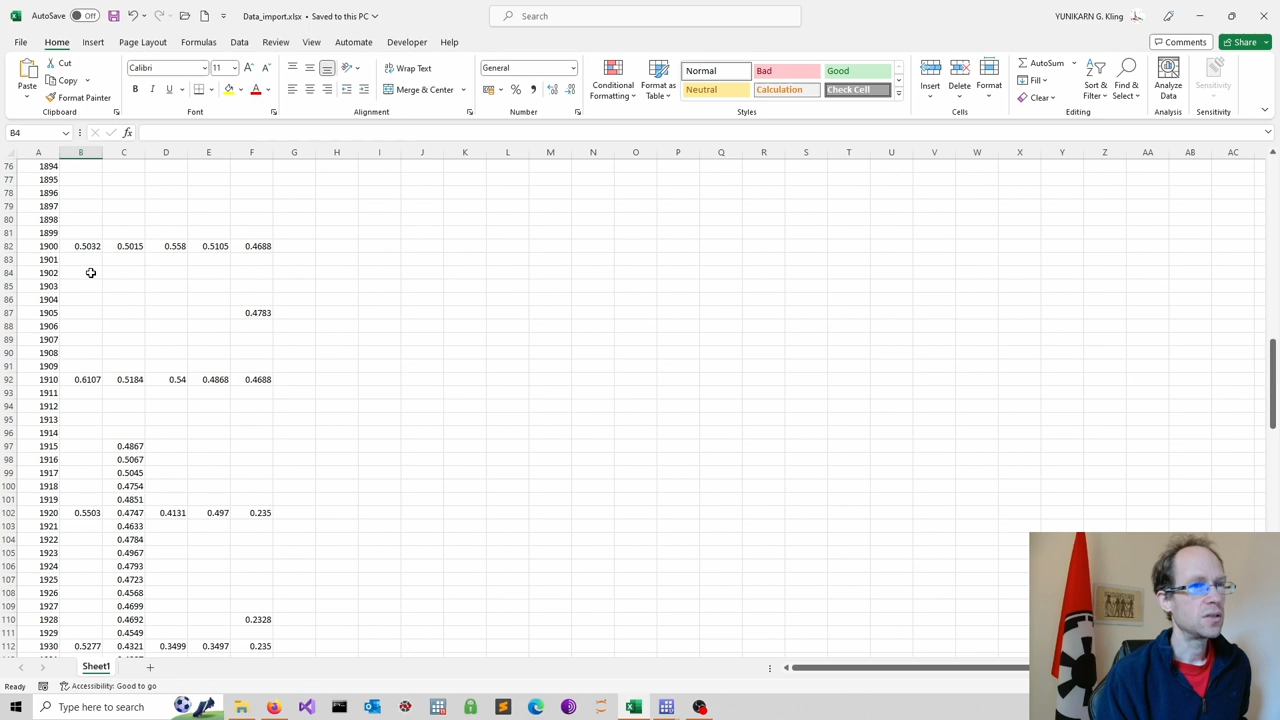 AutoSave Off Data_import.xlsx • Saved to this PC Search YUNIKARN G. Kling
File Home Insert Page Layout Formulas Data Review View Automate Developer Help Comments Share
Paste Cut Copy Format Painter Calibri 11 Wrap Text Merge & Center General Conditional Formatting Format as Table Normal Bad Good Neutral Calculation Check Cell Insert Delete Format AutoSum Fill Clear Sort & Filter Find & Select Analyze Data Sensitivity
Clipboard Font Alignment Number Styles Cells Editing Analysis Sensitivity
B4 fx
A B C D E F G H I J K L M N O P Q R S T U V W X Y Z AA AB AC
76 1894
77 1895
78 1896
79 1897
80 1898
81 1899
82 1900 0.5032 0.5015 0.558 0.5105 0.4688
83 1901
84 1902
85 1903
86 1904
87 1905 0.4783
88 1906
89 1907
90 1908
91 1909
92 1910 0.6107 0.5184 0.54 0.4868 0.4688
93 1911
94 1912
95 1913
96 1914
97 1915 0.4867
98 1916 0.5067
99 1917 0.5045
100 1918 0.4754
101 1919 0.4851
102 1920 0.5503 0.4747 0.4131 0.497 0.235
103 1921 0.4633
104 1922 0.4784
105 1923 0.4967
106 1924 0.4793
107 1925 0.4723
108 1926 0.4568
109 1927 0.4699
110 1928 0.4692 0.2328
111 1929 0.4549
112 1930 0.5277 0.4321 0.3499 0.3497 0.235
Sheet1
Ready Accessibility: Good to go
Type here to search